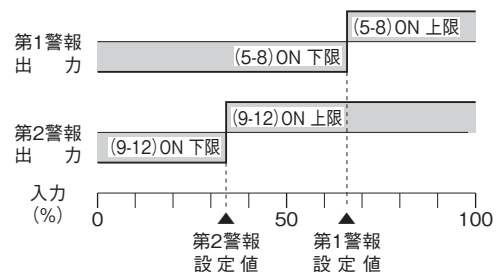 (5-8)ON 上限
第1警報
出 力
(5-8)ON 下限
(9-12)ON 上限
第2警報
出 力
(9-12)ON 下限
入力
(%)
0 50 100
第2警報 第1警報
設定値 設定値